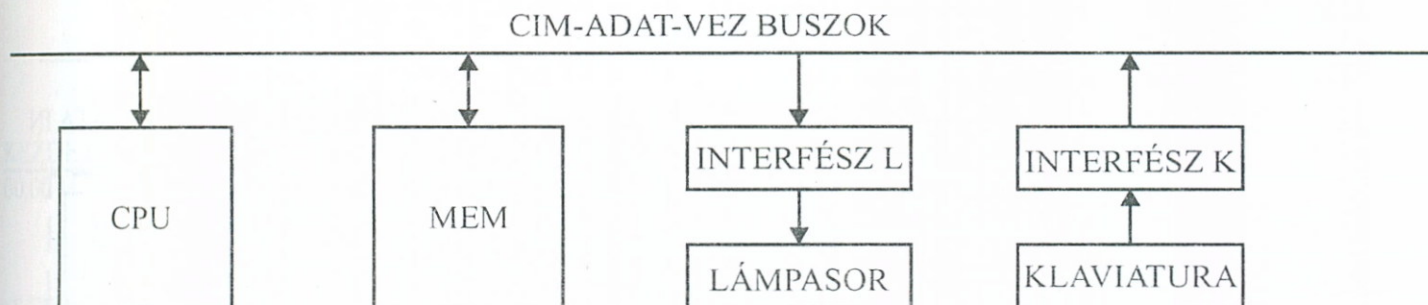 CIM-ADAT-VEZ BUSZOK
CPU
MEM
INTERFÉSZ L
INTERFÉSZ K
LÁMPASOR
KLAVIATURA